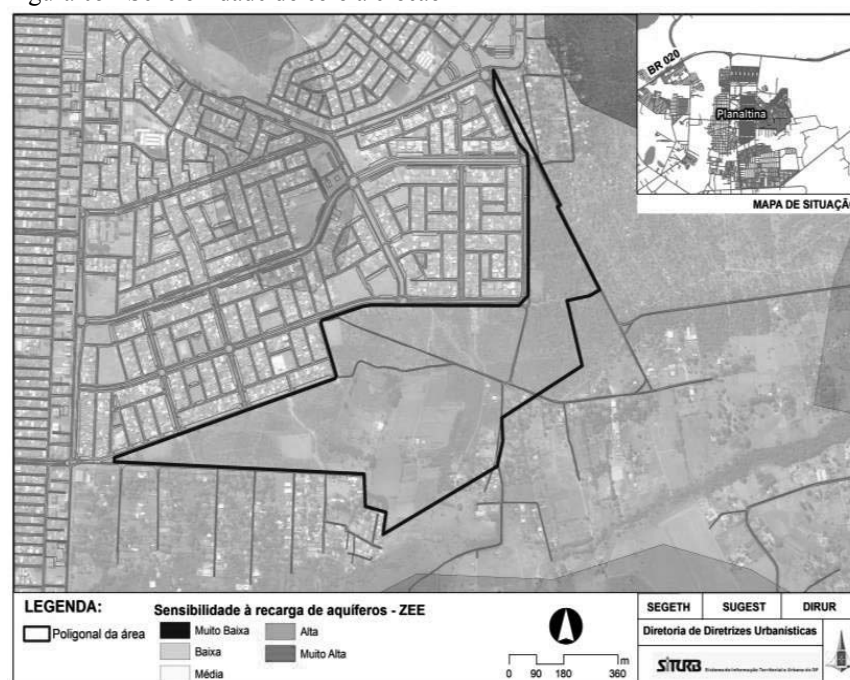 BR 020
Planaltina
MAPA DE SITUAÇÃO
LEGENDA:
Poligonal da área
Sensibilidade à recarga de aquíferos - ZEE
Muito Baixa
Baixa
Média
Alta
Muito Alta
m
0 90 180 360
SEGETH SUGEST DIRUR
Diretoria de Diretrizes Urbanísticas
SITURB